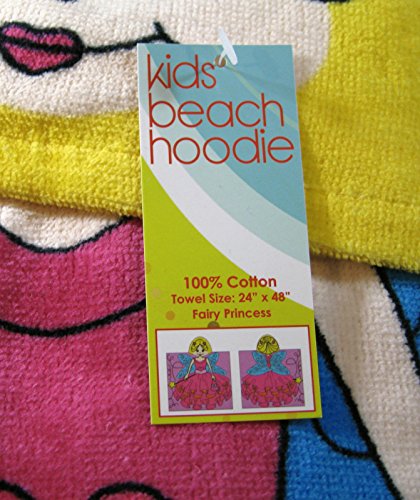 kids'
beach
hoodie
100% Cotton
Towel Size: 24" x 48"
Fairy Princess